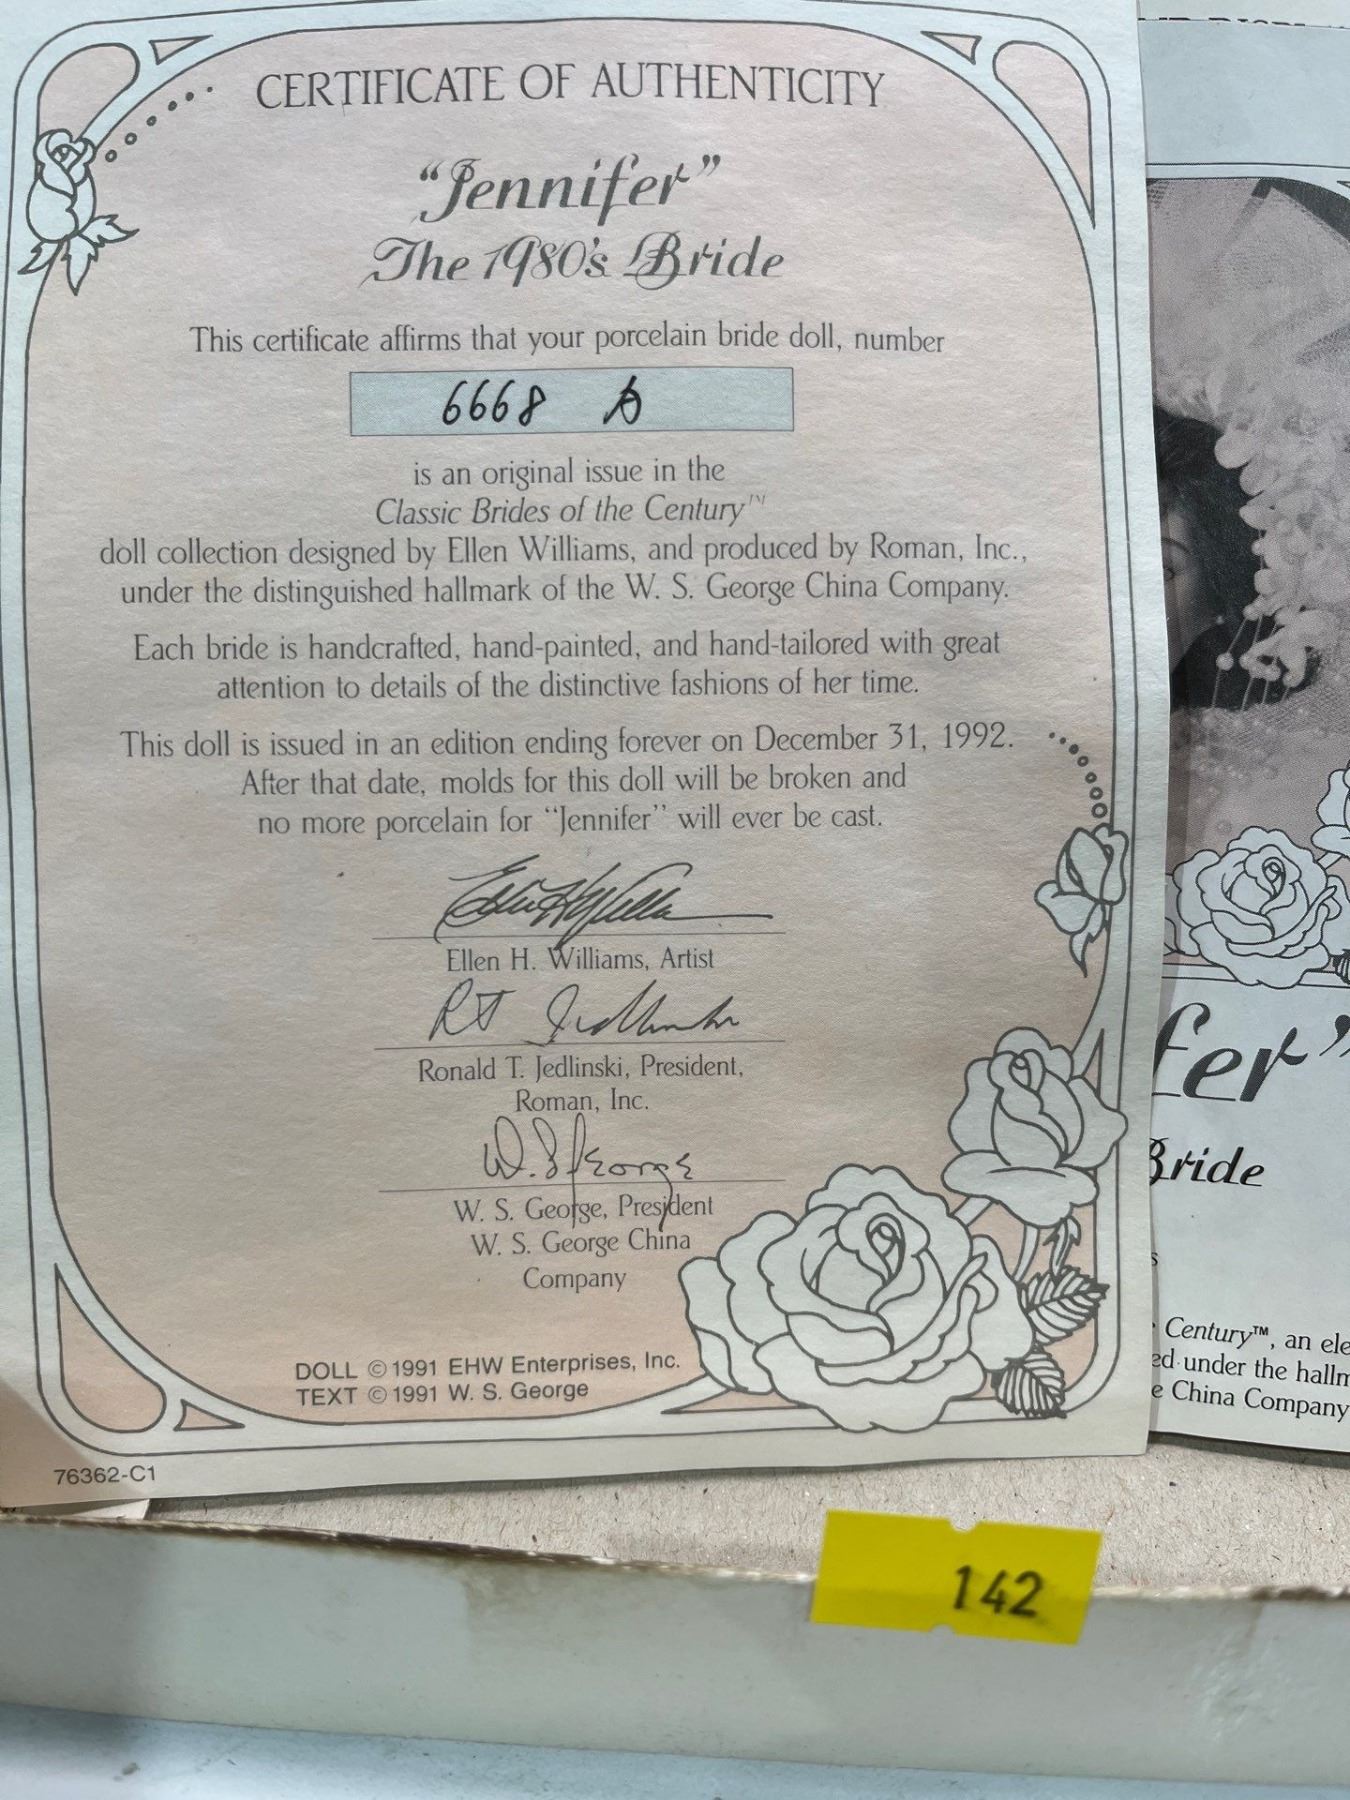 CERTIFICATE OF AUTHENTICITY
“Jennifer”
The 1980's Bride
This certificate affirms that your porcelain bride doll, number
6668 A
is an original issue in the
Classic Brides of the Century™
doll collection designed by Ellen Williams, and produced by Roman, Inc.,
under the distinguished hallmark of the W. S. George China Company.
Each bride is handcrafted, hand-painted, and hand-tailored with great
attention to details of the distinctive fashions of her time.
This doll is issued in an edition ending forever on December 31, 1992.
After that date, molds for this doll will be broken and
no more porcelain for “Jennifer” will ever be cast.
Ellen H. Williams, Artist
Ronald T. Jedlinski, President,
Roman, Inc.
W. S. George
W. S. George, President
W. S. George China
Company
DOLL © 1991 EHW Enterprises, Inc.
TEXT © 1991 W. S. George
76362-C1
fer”
Bride
s
Century™, an ele
ed under the hallm
e China Company
142